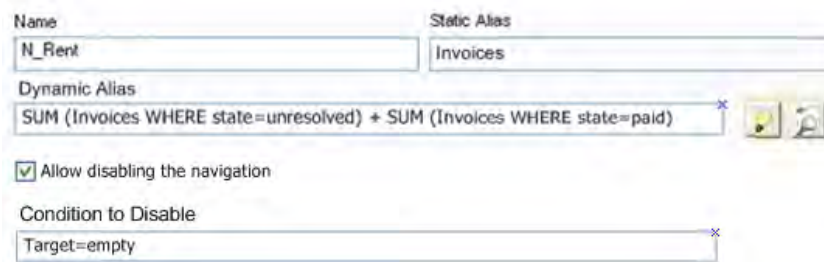 Name Static Alias
N_Rent Invoices
Dynamic Alias
SUM (Invoices WHERE state=unresolved) + SUM (Invoices WHERE state=paid)
Allow disabling the navigation
Condition to Disable
Target=empty